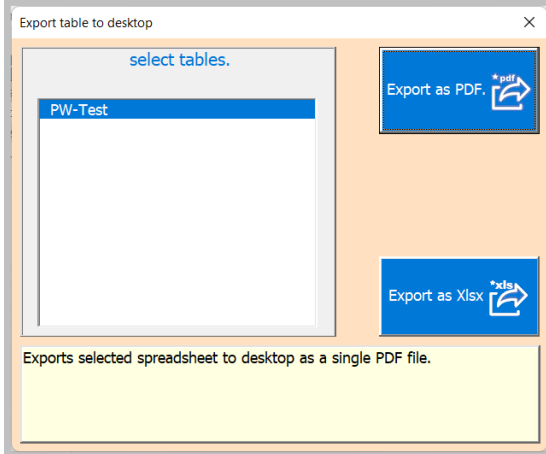 Export table to desktop
select tables.
PW-Test
Export as PDF.
*pdf
Export as Xlsx
*xls
Exports selected spreadsheet to desktop as a single PDF file.